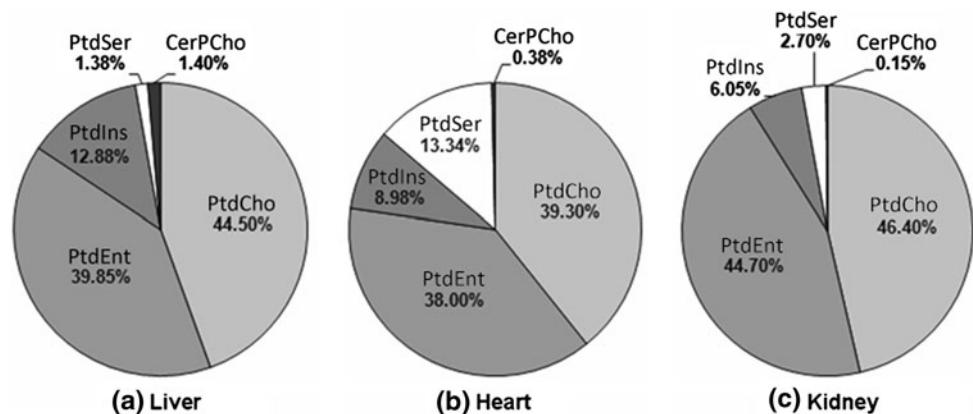 PtdSer
1.38%
CerPCho
1.40%
PtdIns
12.88%
PtdCho
44.50%
PtdEnt
39.85%
(a) Liver
CerPCho
0.38%
PtdSer
13.34%
PtdIns
8.98%
PtdCho
39.30%
PtdEnt
38.00%
(b) Heart
PtdSer
2.70%
CerPCho
0.15%
PtdIns
6.05%
PtdCho
46.40%
PtdEnt
44.70%
(c) Kidney